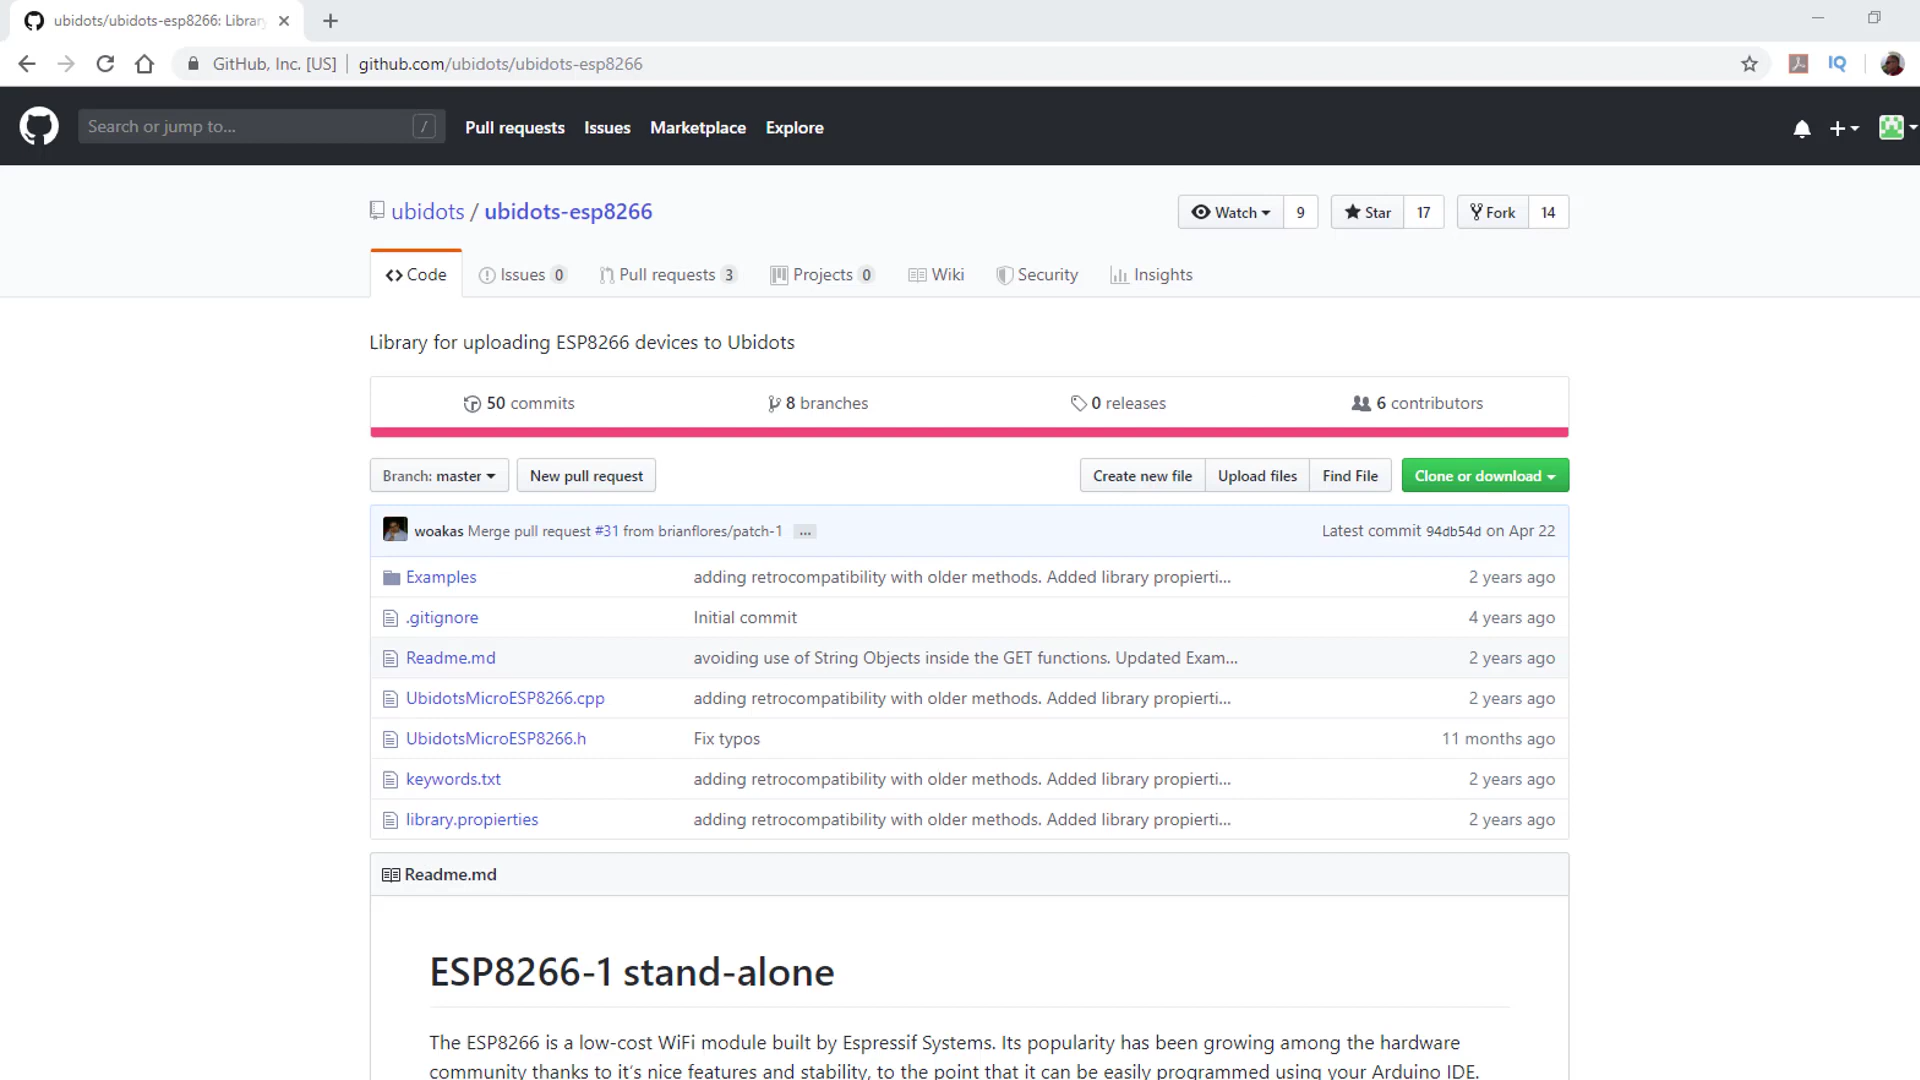 ubidots/ubidots-esp8266: Library
GitHub, Inc. [US] | github.com/ubidots/ubidots-esp8266
IQ
Search or jump to... /
Pull requests Issues Marketplace Explore
ubidots / ubidots-esp8266
Watch 9 Star 17 Fork 14
Code Issues 0 Pull requests 3 Projects 0 Wiki Security Insights
Library for uploading ESP8266 devices to Ubidots
50 commits 8 branches 0 releases 6 contributors
Branch: master New pull request Create new file Upload files Find File Clone or download
woakas Merge pull request #31 from brianflores/patch-1 ... Latest commit 94db54d on Apr 22
Examples adding retrocompatibility with older methods. Added library propierti... 2 years ago
.gitignore Initial commit 4 years ago
Readme.md avoiding use of String Objects inside the GET functions. Updated Exam... 2 years ago
UbidotsMicroESP8266.cpp adding retrocompatibility with older methods. Added library propierti... 2 years ago
UbidotsMicroESP8266.h Fix typos 11 months ago
keywords.txt adding retrocompatibility with older methods. Added library propierti... 2 years ago
library.propierties adding retrocompatibility with older methods. Added library propierti... 2 years ago
Readme.md
ESP8266-1 stand-alone
The ESP8266 is a low-cost WiFi module built by Espressif Systems. Its popularity has been growing among the hardware
community thanks to it's nice features and stability, to the point that it can be easily programmed using your Arduino IDE.